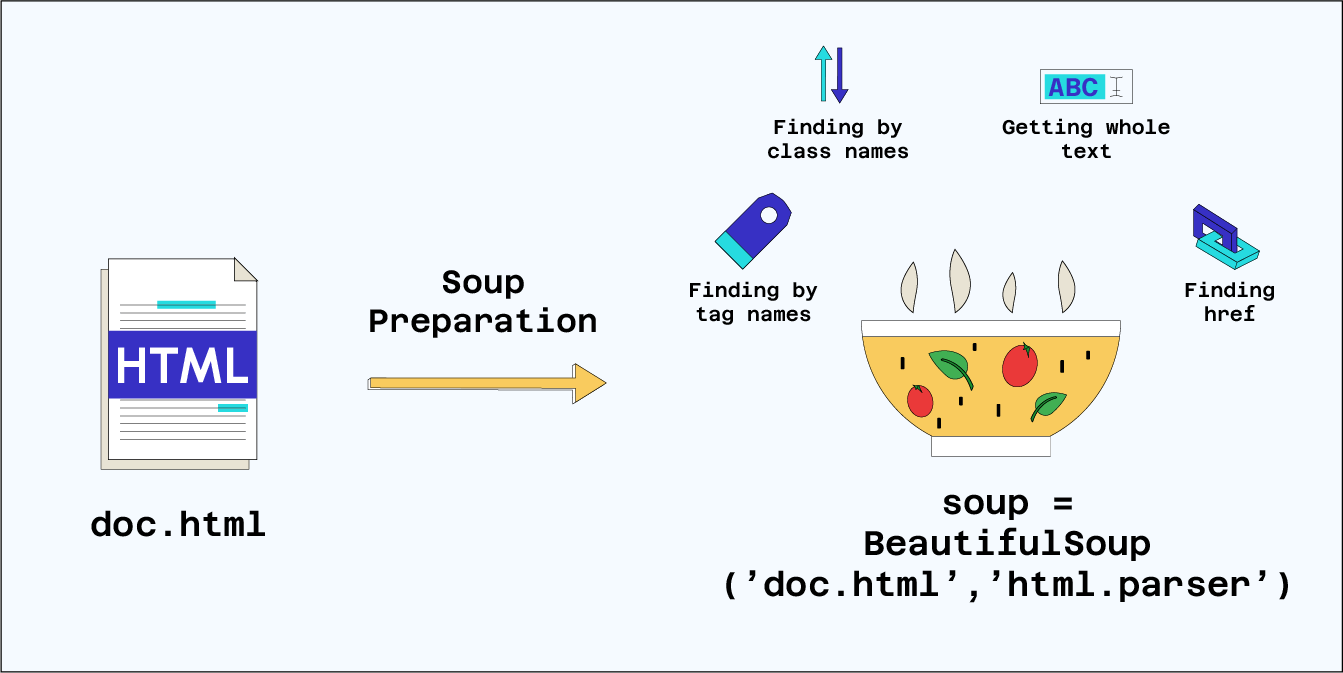 Finding by
class names
ABC
Getting whole
text
Finding by
tag names
Finding
href
Soup
Preparation
HTML
doc.html
soup =
BeautifulSoup
(’doc.html’,’html.parser’)